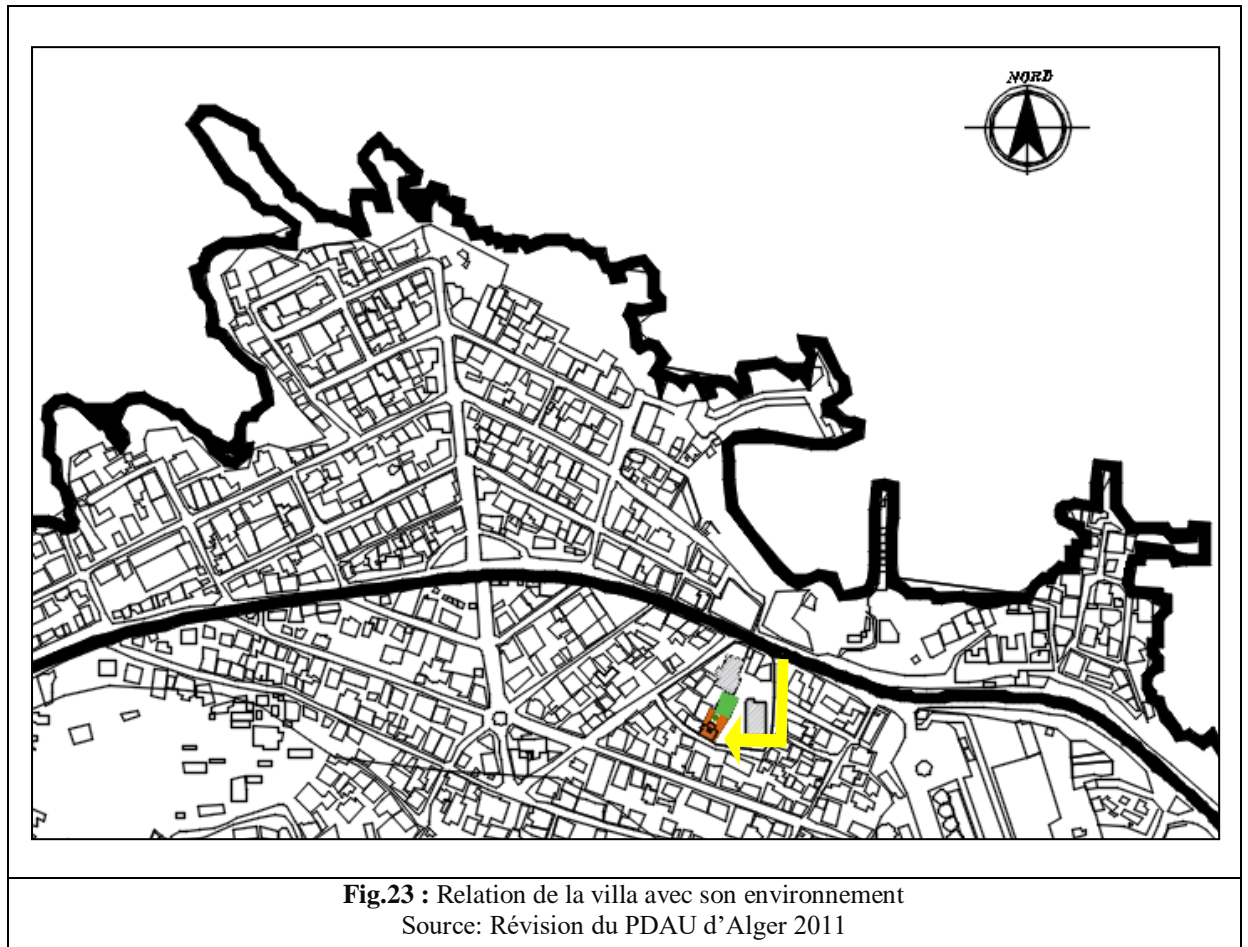 NORD
Fig.23 : Relation de la villa avec son environnement
Source: Révision du PDAU d’Alger 2011